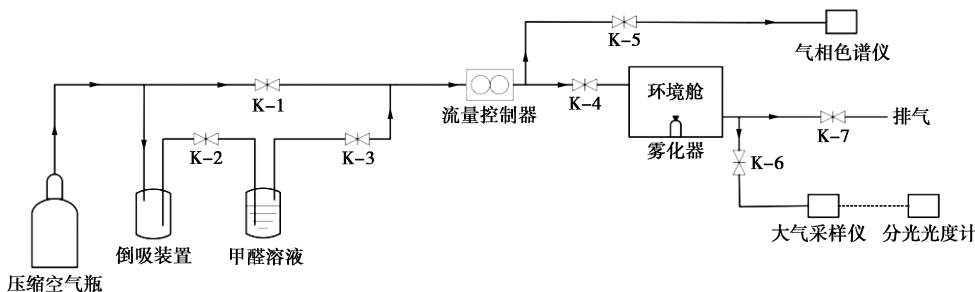 K-5
气相色谱仪
K-1
流量控制器
K-4
环境舱
雾化器
K-7
排气
K-2
K-3
K-6
倒吸装置
甲醛溶液
大气采样仪
分光光度计
压缩空气瓶